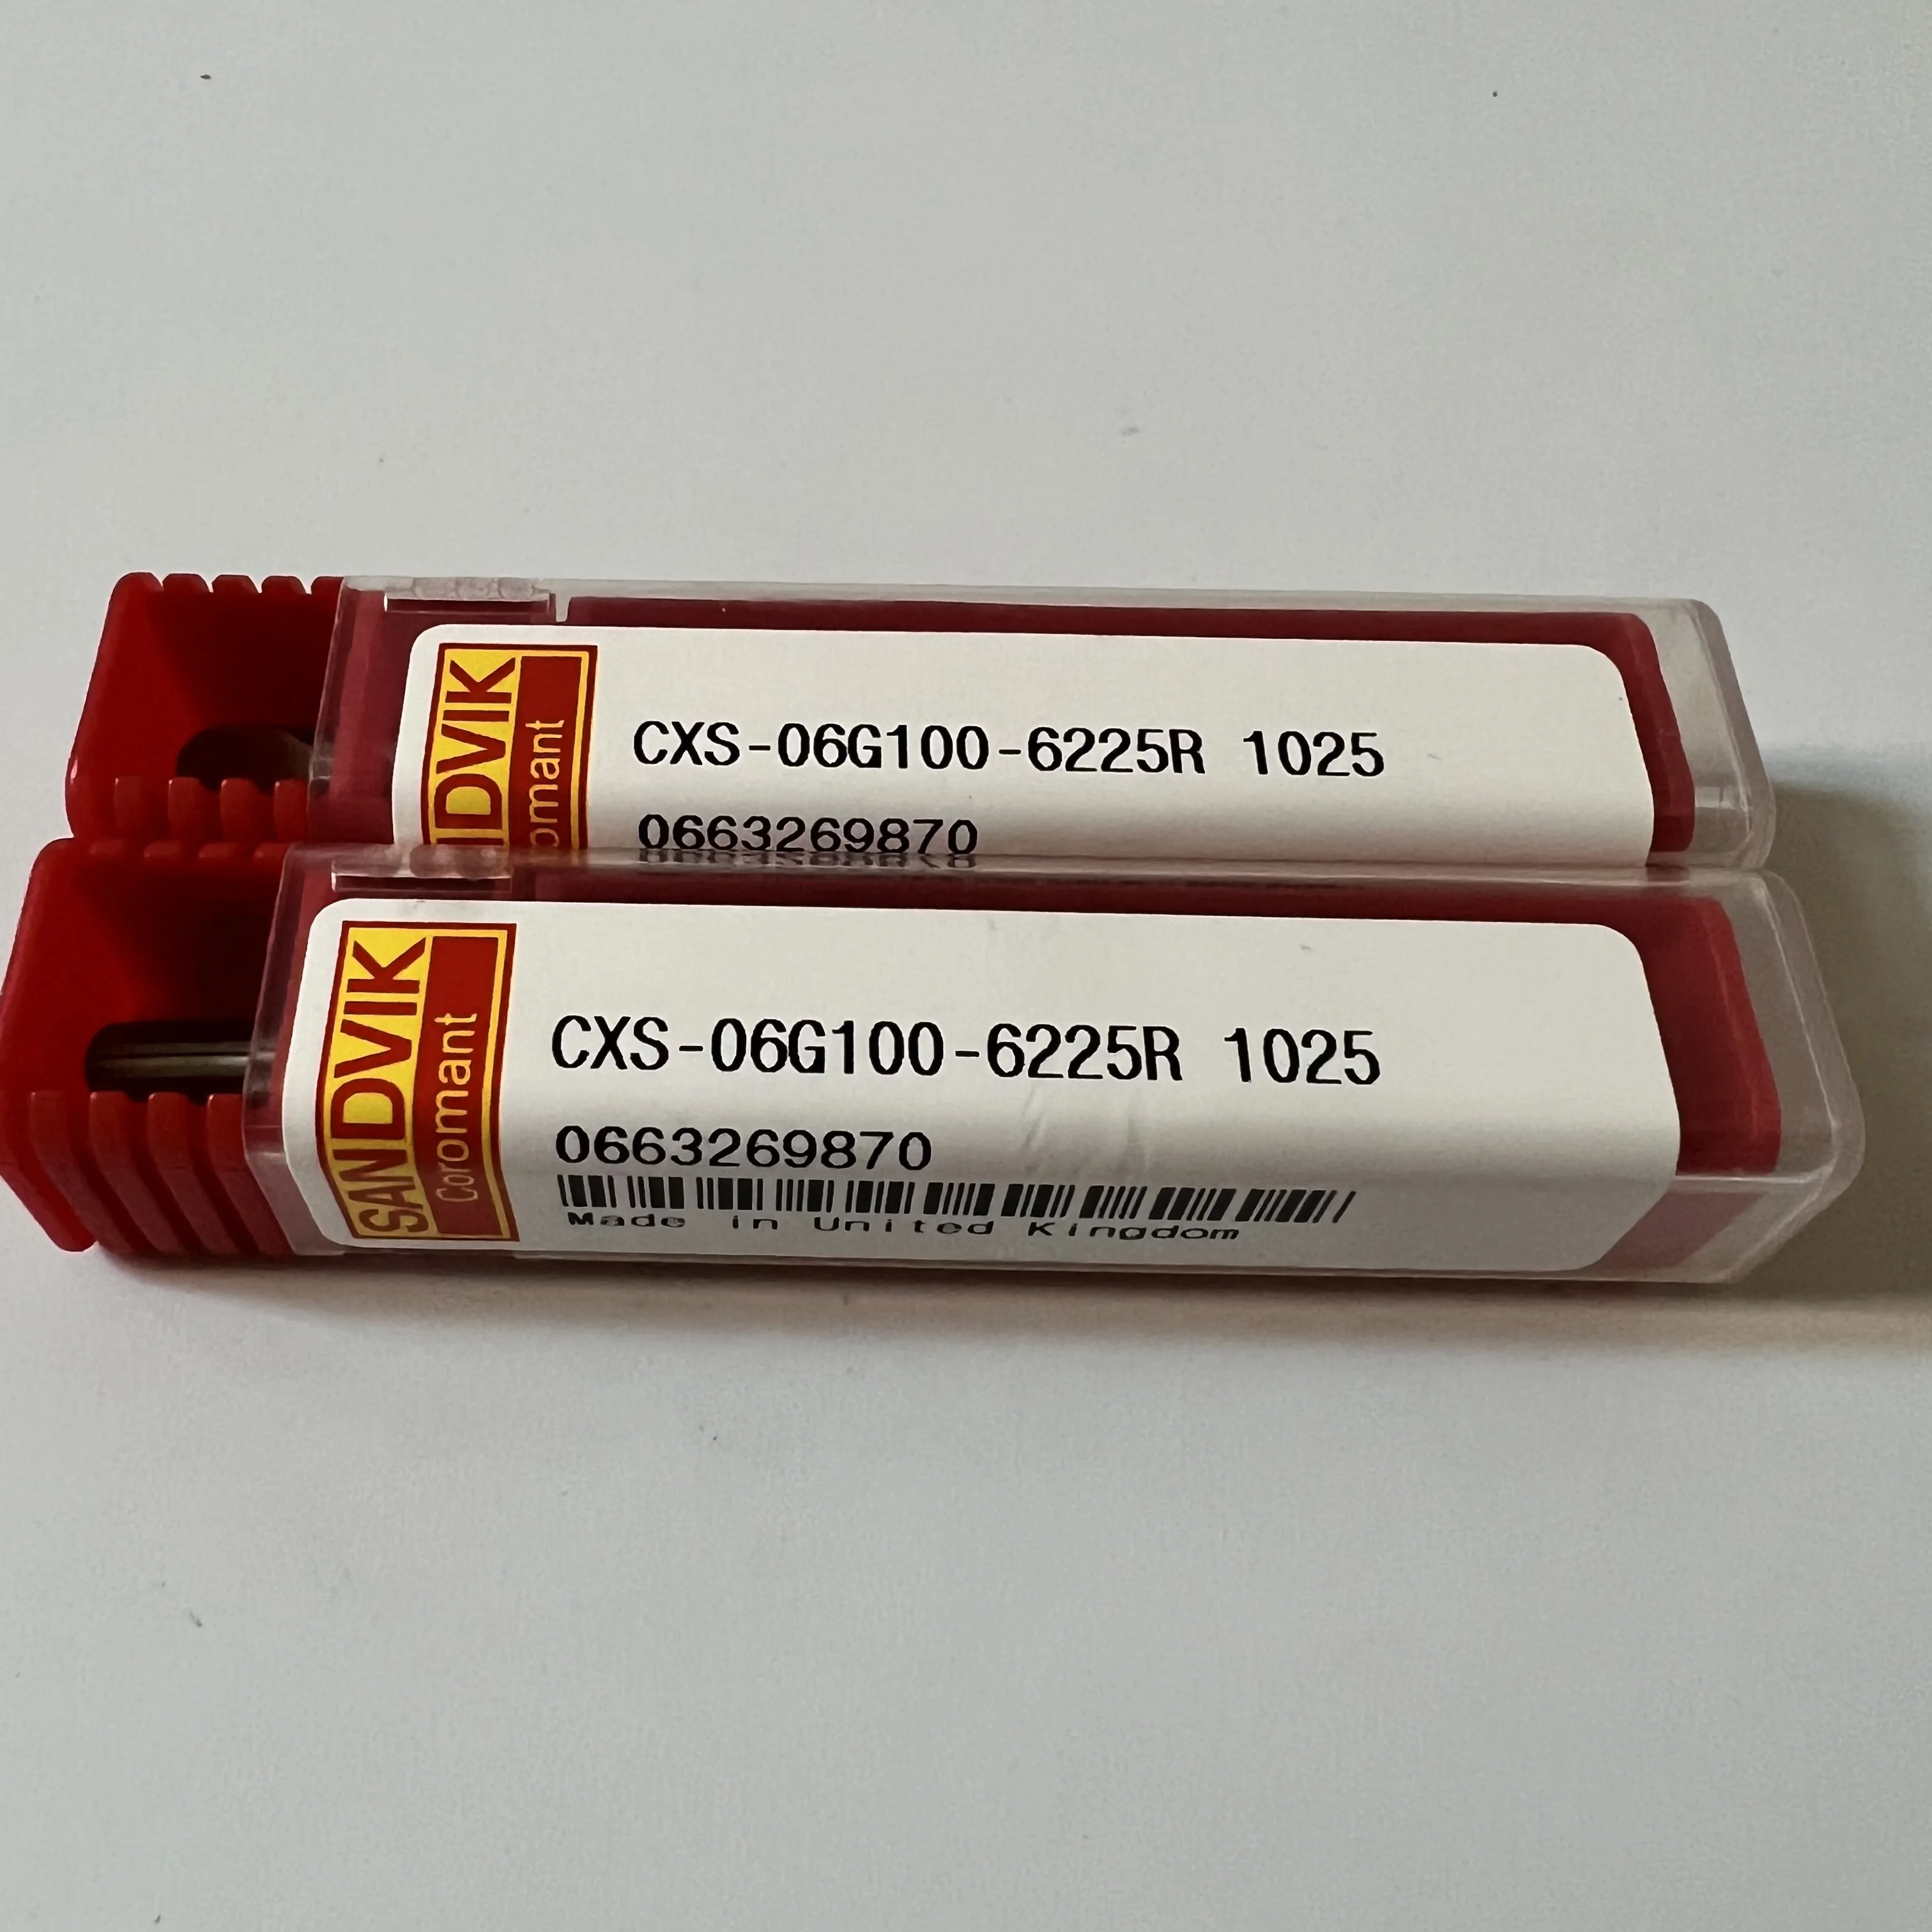 SANDVIK
Coromant
CXS-06G100-6225R 1025
0663269870
SANDVIK
Coromant
CXS-06G100-6225R 1025
0663269870
Made in United Kingdom